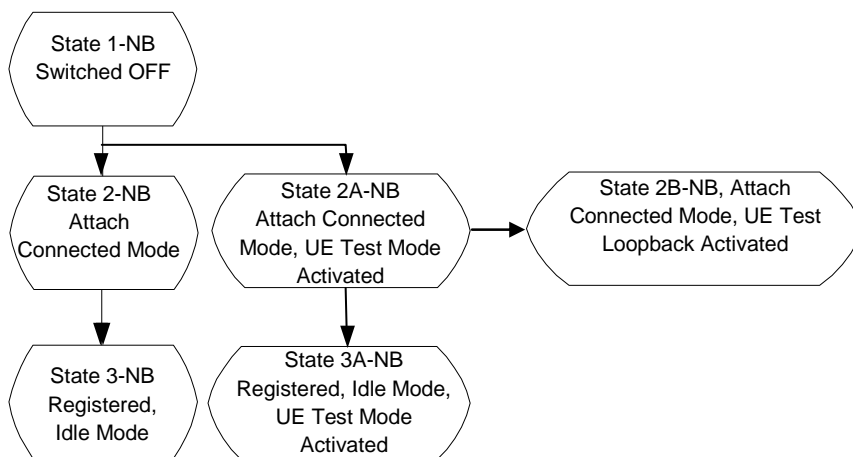 State 1-NB
Switched OFF
State 2-NB
Attach
Connected Mode
State 2A-NB
Attach Connected
Mode, UE Test Mode
Activated
State 2B-NB, Attach
Connected Mode, UE Test
Loopback Activated
State 3-NB
Registered,
Idle Mode
State 3A-NB
Registered, Idle Mode,
UE Test Mode
Activated